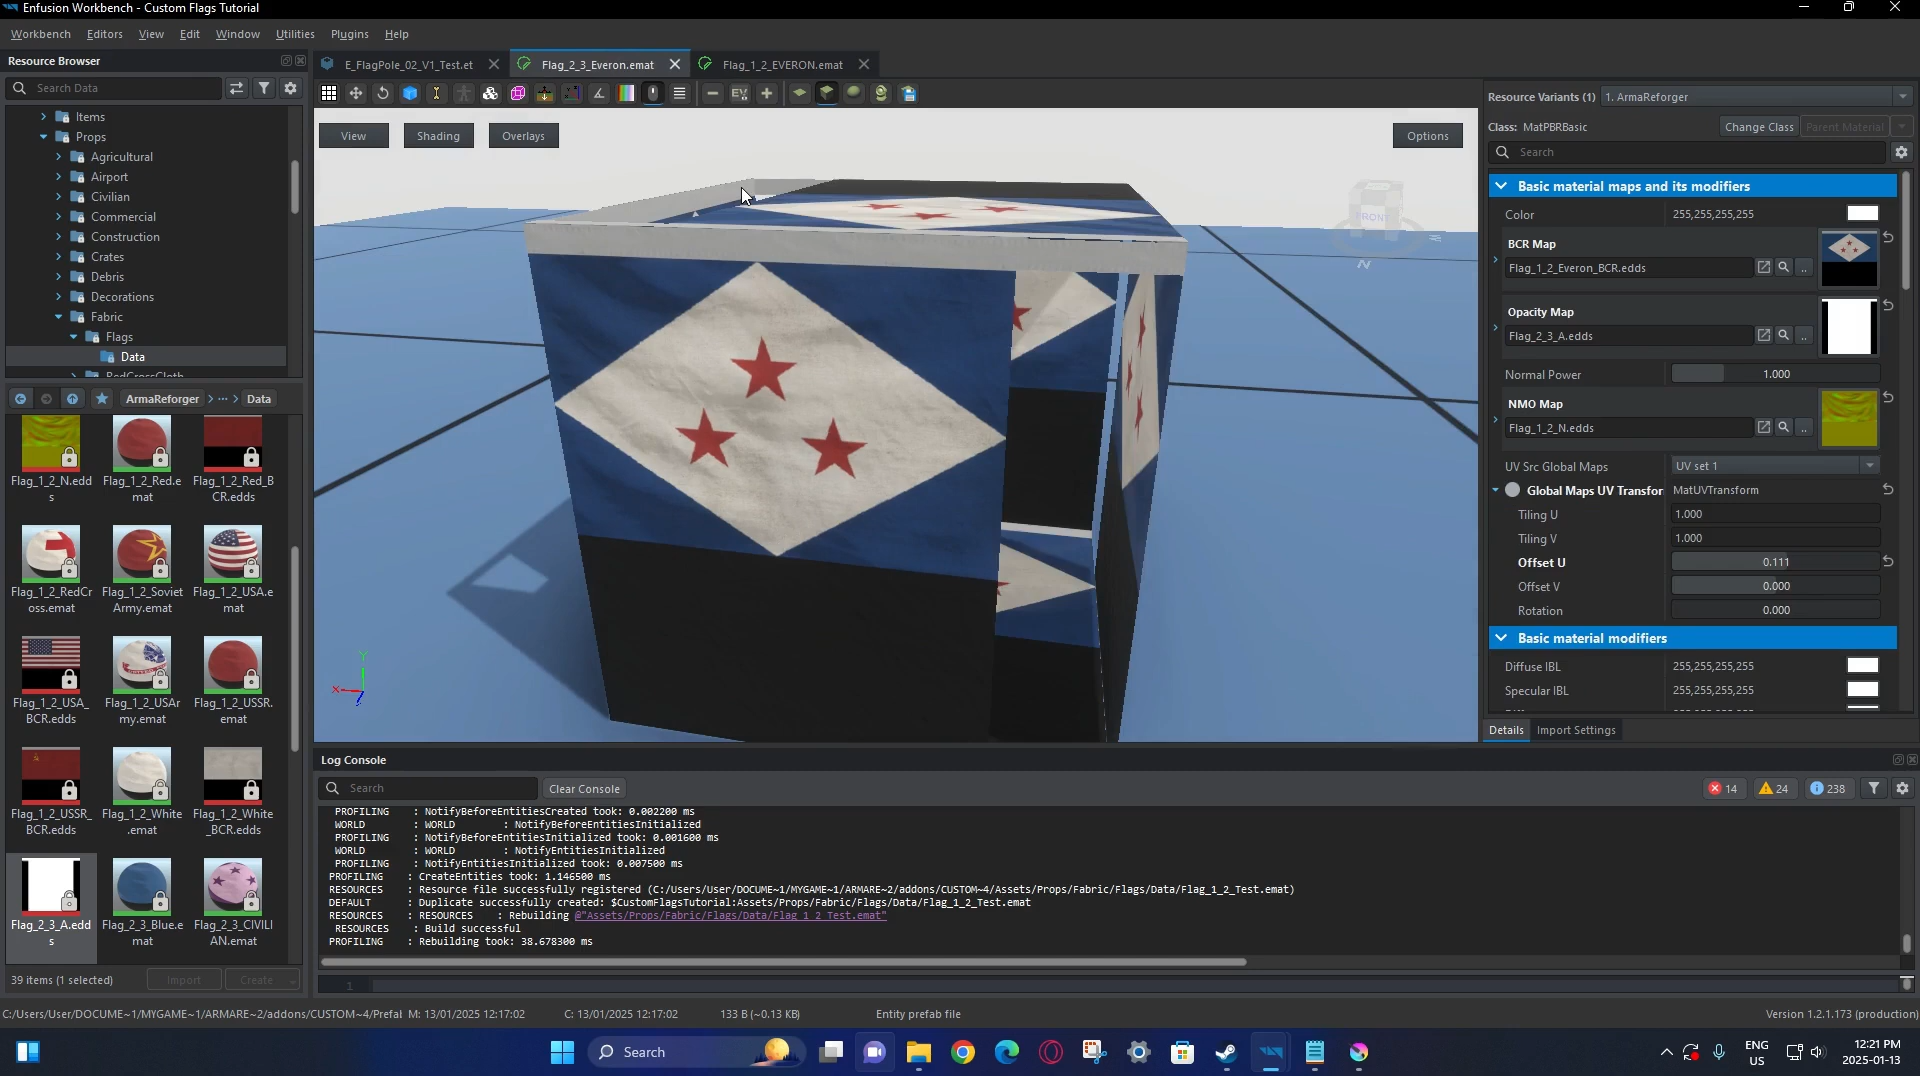 Enfusion Workbench - Custom Flags Tutorial
Workbench Editors View Edit Window Utilities Plugins Help
Resource Browser
E_FlagPole_02_V1_Test.et
Flag_2_3_Everon.emat
Flag_1_2_EVERON.emat
Search Data
Items
Props
Agricultural
Airport
Civilian
Commercial
Construction
Crates
Debris
Decorations
Fabric
Flags
Data
ArmaReforger > ··· > Data
Flag_1_2_N.edds
Flag_1_2_Red.emat
Flag_1_2_Red_BCR.edds
Flag_1_2_RedCross.emat
Flag_1_2_SovietArmy.emat
Flag_1_2_USA.emat
Flag_1_2_USA_BCR.edds
Flag_1_2_USArmy.emat
Flag_1_2_USSR.emat
Flag_1_2_USSR_BCR.edds
Flag_1_2_White.emat
Flag_1_2_White_BCR.edds
Flag_2_3_A.edds
Flag_2_3_Blue.emat
Flag_2_3_CIVILIAN.emat
39 items (1 selected)
Import
Create
EV
View
Shading
Overlays
Options
FRONT
N
X
Y
Resource Variants (1) 1. ArmaReforger
Class: MatPBRBasic
Change Class
Parent Material
Search
Basic material maps and its modifiers
Color 255,255,255,255
BCR Map
Flag_1_2_Everon_BCR.edds
Opacity Map
Flag_2_3_A.edds
Normal Power 1.000
NMO Map
Flag_1_2_N.edds
UV Src Global Maps UV set 1
Global Maps UV Transfor MatUVTransform
Tiling U 1.000
Tiling V 1.000
Offset U 0.111
Offset V 0.000
Rotation 0.000
Basic material modifiers
Diffuse IBL 255,255,255,255
Specular IBL 255,255,255,255
Details
Import Settings
Log Console
Search
Clear Console
14
24
238
PROFILING : NotifyBeforeEntitiesCreated took: 0.002200 ms
WORLD : WORLD : NotifyBeforeEntitiesInitialized
PROFILING : NotifyBeforeEntitiesInitialized took: 0.001600 ms
WORLD : WORLD : NotifyEntitiesInitialized
PROFILING : NotifyEntitiesInitialized took: 0.007500 ms
PROFILING : CreateEntities took: 1.146500 ms
RESOURCES : Resource file successfully registered (C:/Users/User/DOCUME~1/MYGAME~1/ARMARE~2/addons/CUSTOM~4/Assets/Props/Fabric/Flags/Data/Flag_1_2_Test.emat)
DEFAULT : Duplicate successfully created: $CustomFlagsTutorial:Assets/Props/Fabric/Flags/Data/Flag_1_2_Test.emat
RESOURCES : RESOURCES : Rebuilding @"Assets/Props/Fabric/Flags/Data/Flag_1_2_Test.emat"
RESOURCES : Build successful
PROFILING : Rebuilding took: 38.678300 ms
1
C:/Users/User/DOCUME~1/MYGAME~1/ARMARE~2/addons/CUSTOM~4/Prefal M: 13/01/2025 12:17:02 C: 13/01/2025 12:17:02 133 B (~0.13 KB) Entity prefab file Version 1.2.1.173 (production)
Search
ENG
US
12:21 PM
2025-01-13